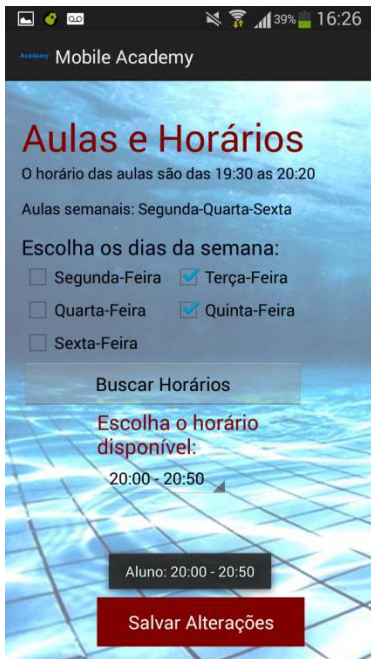 39% 16:26
Academy Mobile Academy
Aulas e Horários
O horário das aulas são das 19:30 as 20:20
Aulas semanais: Segunda-Quarta-Sexta
Escolha os dias da semana:
Segunda-Feira Terça-Feira
Quarta-Feira Quinta-Feira
Sexta-Feira
Buscar Horários
Escolha o horário
disponível:
20:00 - 20:50
Aluno: 20:00 - 20:50
Salvar Alterações